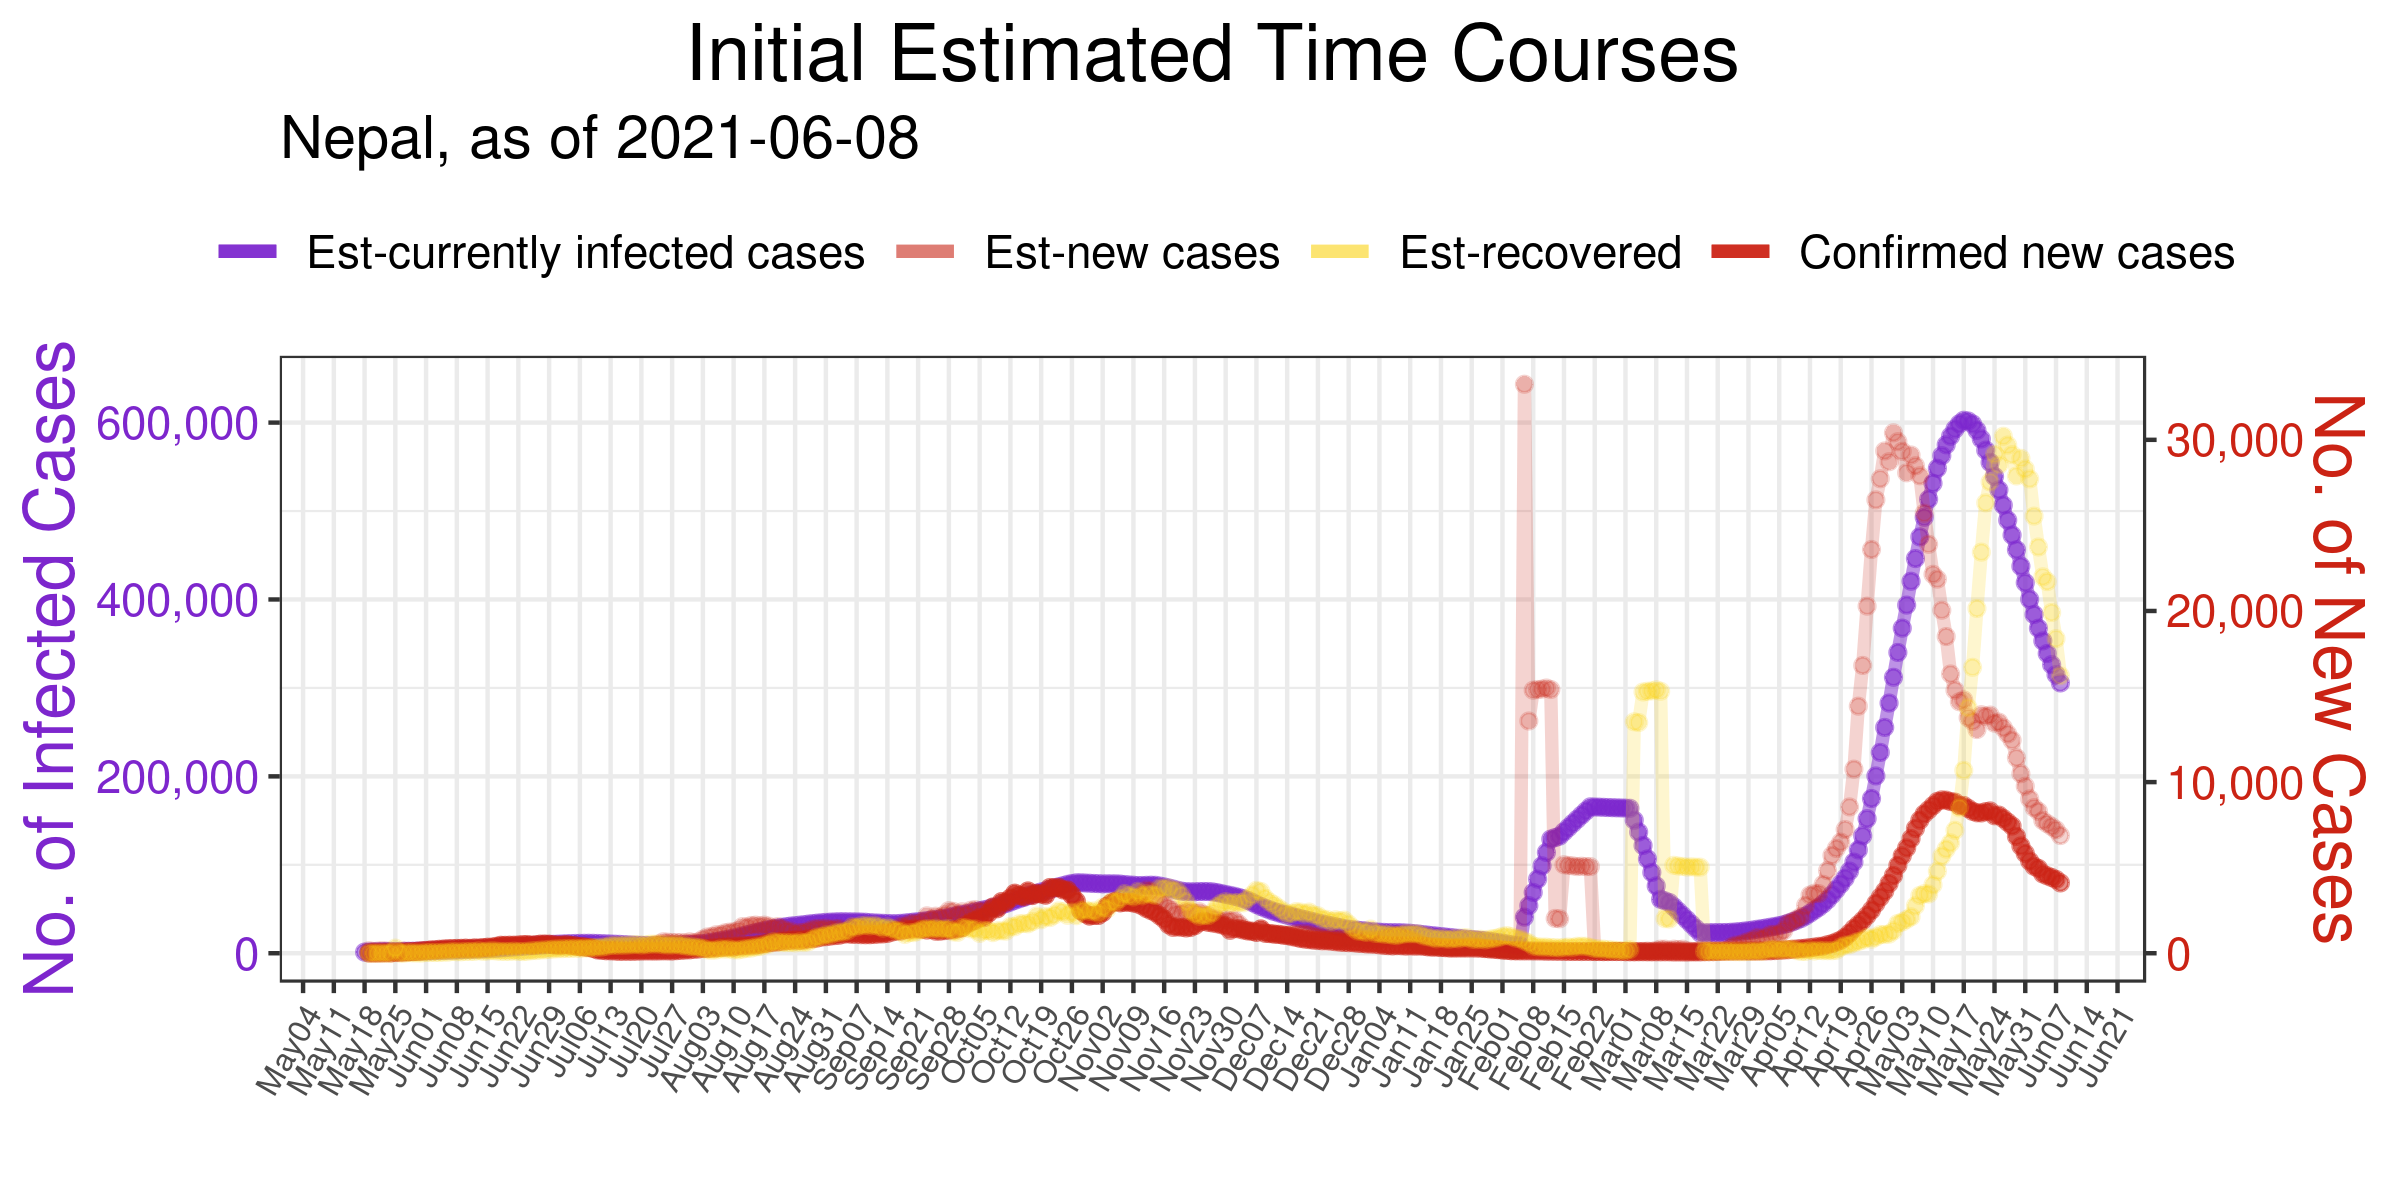 Initial Estimated Time Courses
Nepal, as of 2021-06-08
Est-currently infected cases Est-new cases Est-recovered Confirmed new cases
No. of Infected Cases
600,000
400,000
200,000
0
30,000
20,000
10,000
0
No. of New Cases
May04 May11 May18 May25 Jun01 Jun08 Jun15 Jun22 Jun29 Jul06 Jul13 Jul20 Jul27 Aug03 Aug10 Aug17 Aug24 Aug31 Sep07 Sep14 Sep21 Sep28 Oct05 Oct12 Oct19 Oct26 Nov02 Nov09 Nov16 Nov23 Nov30 Dec07 Dec14 Dec21 Dec28 Jan04 Jan11 Jan18 Jan25 Feb01 Feb08 Feb15 Feb22 Mar01 Mar08 Mar15 Mar22 Mar29 Apr05 Apr12 Apr19 Apr26 May03 May10 May17 May24 May31 Jun07 Jun14 Jun21